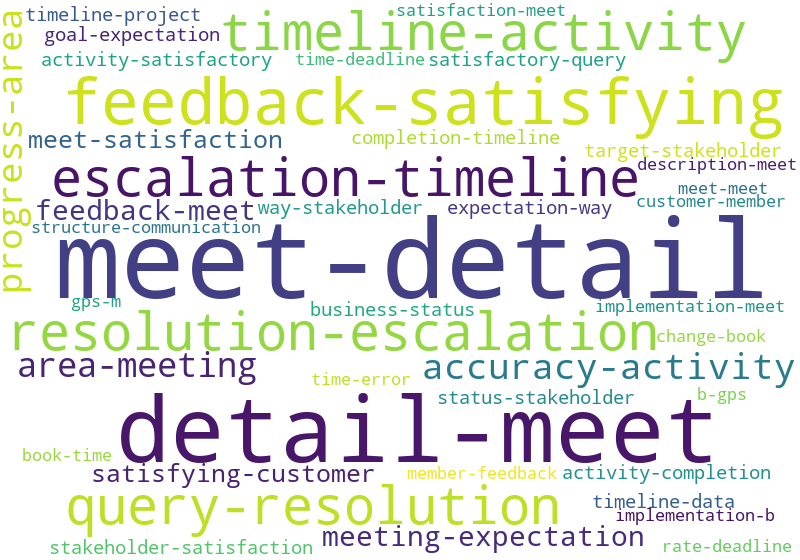 timeline-project
satisfaction-meet
goal-expectation
timeline-activity
activity-satisfactory
time-deadline
satisfactory-query
progress-area
feedback-satisfying
meet-satisfaction
completion-timeline
target-stakeholder
escalation-timeline
description-meet
meet-meet
feedback-meet
way-stakeholder
expectation-way
customer-member
structure-communication
meet-detail
gps-m
business-status
implementation-meet
resolution-escalation
change-book
area-meeting
accuracy-activity
time-error
status-stakeholder
b-gps
detail-meet
book-time
satisfying-customer
member-feedback
activity-completion
query-resolution
timeline-data
implementation-b
meeting-expectation
stakeholder-satisfaction
rate-deadline